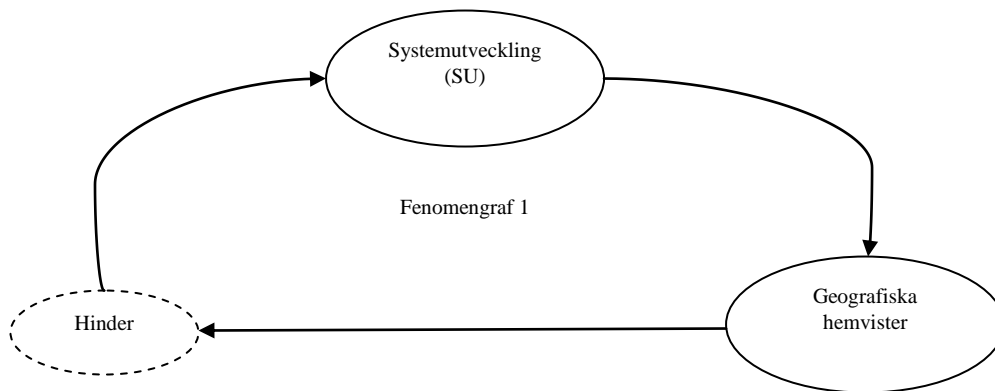 Systemutveckling
(SU)
Fenomengraf 1
Geografiska
hemvister
Hinder